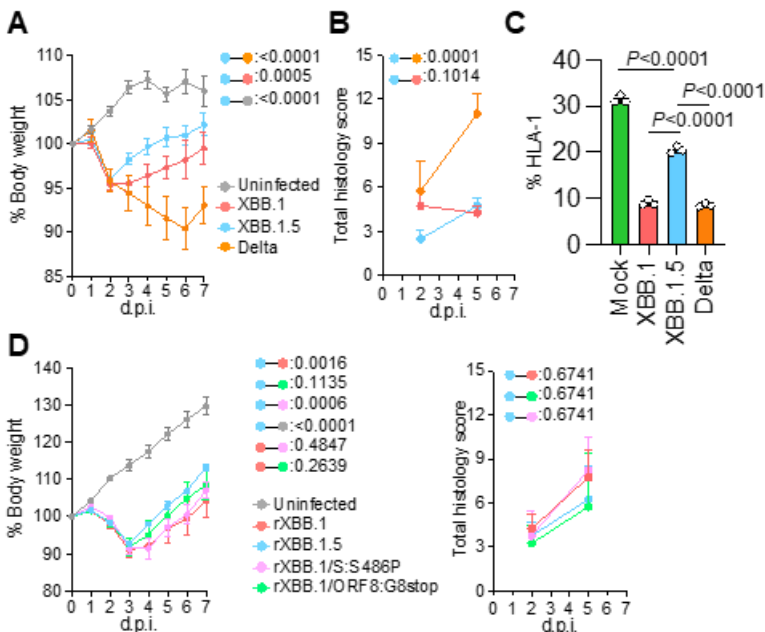 A
% Body weight
110
105
100
95
90
85
0 1 2 3 4 5 6 7
d.p.i.
:<0.0001
:0.0005
:<0.0001
Uninfected
XBB.1
XBB.1.5
Delta
B
Total histology score
15
12
9
6
3
0
0 1 2 3 4 5 6 7
d.p.i.
:0.0001
:0.1014
C
% HLA-1
40
30
20
10
0
P<0.0001
P<0.0001
P<0.0001
Mock
XBB.1
XBB.1.5
Delta
D
% Body weight
140
130
120
110
100
90
80
0 1 2 3 4 5 6 7
d.p.i.
:0.0016
:0.1135
:0.0006
:<0.0001
:0.4847
:0.2639
Uninfected
rXBB.1
rXBB.1.5
rXBB.1/S:S486P
rXBB.1/ORF8:G8stop
Total histology score
15
12
9
6
3
0
0 1 2 3 4 5 6 7
d.p.i.
:0.6741
:0.6741
:0.6741